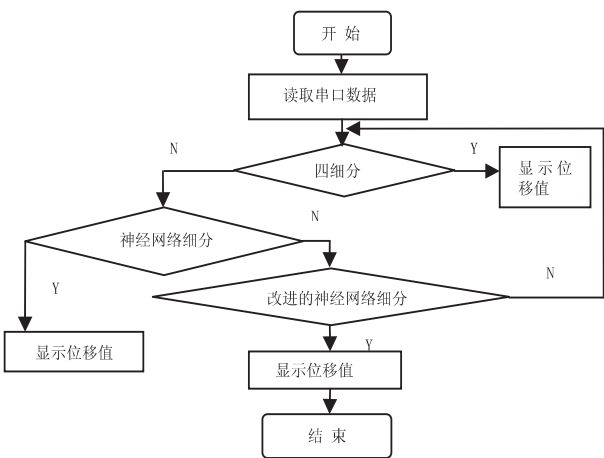 开 始
读取串口数据
N
Y
四细分
显 示 位
移值
N
神经网络细分
N
Y
改进的神经网络细分
显示位移值
Y
显示位移值
结 束